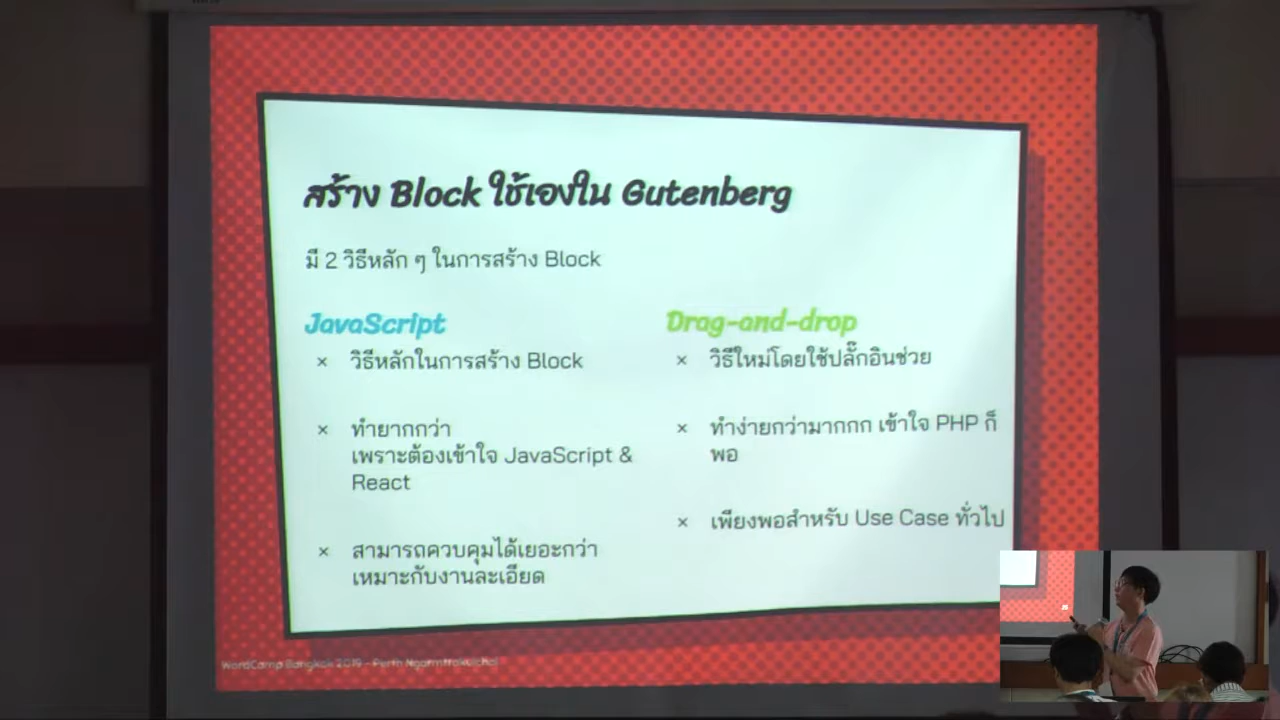 สร้าง Block ใช้เองใน Gutenberg
มี 2 วิธีหลัก ๆ ในการสร้าง Block
JavaScript
× วิธีหลักในการสร้าง Block
× ทำยากกว่า
เพราะต้องเข้าใจ JavaScript &
React
× สามารถควบคุมได้เยอะกว่า
เหมาะกับงานละเอียด
Drag-and-drop
× วิธีใหม่โดยใช้ปลั๊กอินช่วย
× ทำง่ายกว่ามากกก เข้าใจ PHP ก็
พอ
× เพียงพอสำหรับ Use Case ทั่วไป
WordCamp Bangkok 2019 - Perth Ngarmtrakulchol